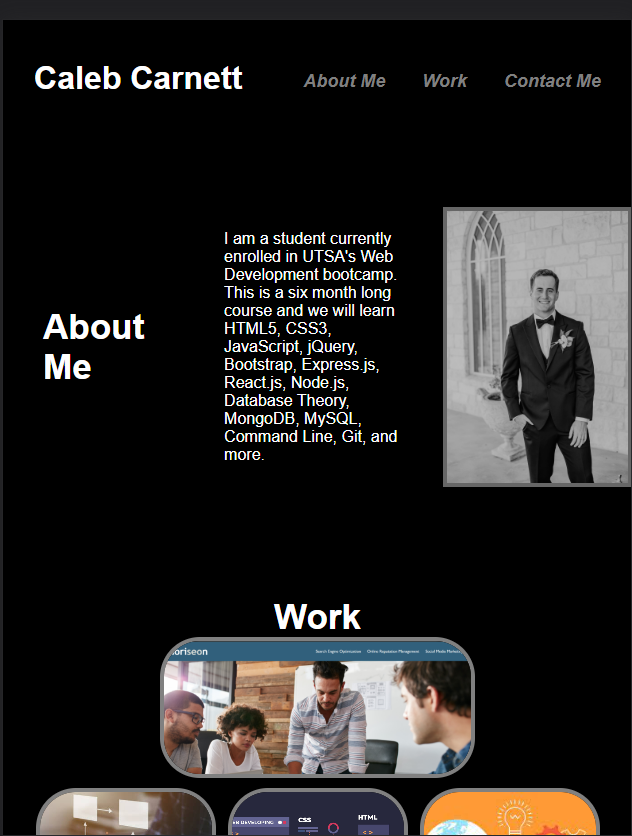 Caleb Carnett
About Me Work Contact Me
I am a student currently
enrolled in UTSA's Web
Development bootcamp.
This is a six month long
course and we will learn
HTML5, CSS3,
JavaScript, jQuery,
Bootstrap, Express.js,
React.js, Node.js,
Database Theory,
MongoDB, MySQL,
Command Line, Git, and
more.
About
Me
Work
oriseon Search Engine Optimization Online Reputation Management Social Media Marketing
DEVELOPING CSS HTML